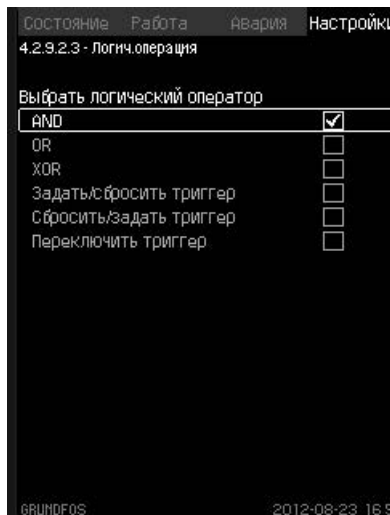 Состояние Работа Авария Настройки
4.2.9.2.3 - Логич.операция
Выбрать логический оператор
AND
OR
XOR
Задать/сбросить триггер
Сбросить/задать триггер
Переключить триггер
GRUNDFOS 2012-08-23